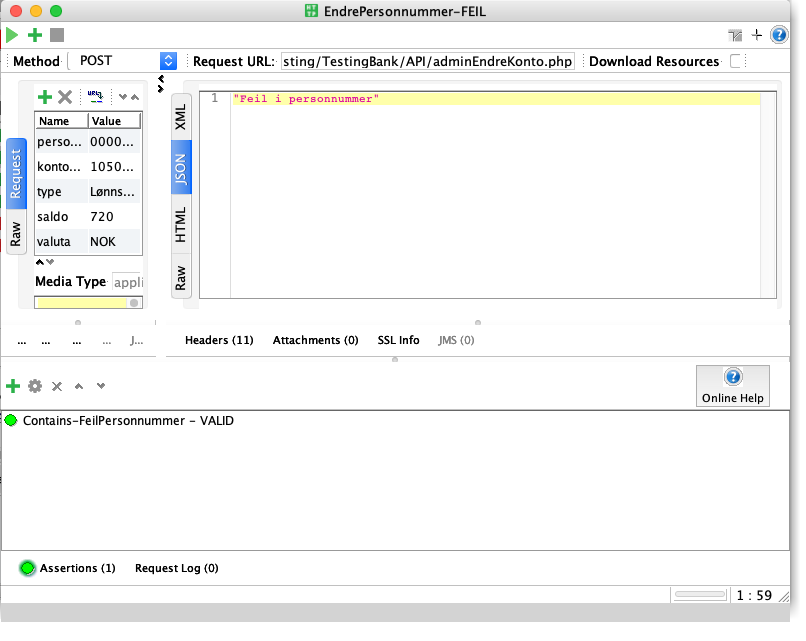 EndrePersonnummer-FEIL
Method POST Request URL: sting/TestingBank/API/adminEndreKonto.php Download Resources
Request
Raw
Name Value
perso... 0000...
konto... 1050...
type Lønns...
saldo 720
valuta NOK
Media Type appli
... ... ... ... J...
XML
JSON
HTML
Raw
1 "Feil i personnummer"
Headers (11) Attachments (0) SSL Info JMS (0)
Online Help
Contains-FeilPersonnummer - VALID
Assertions (1) Request Log (0)
1 : 59